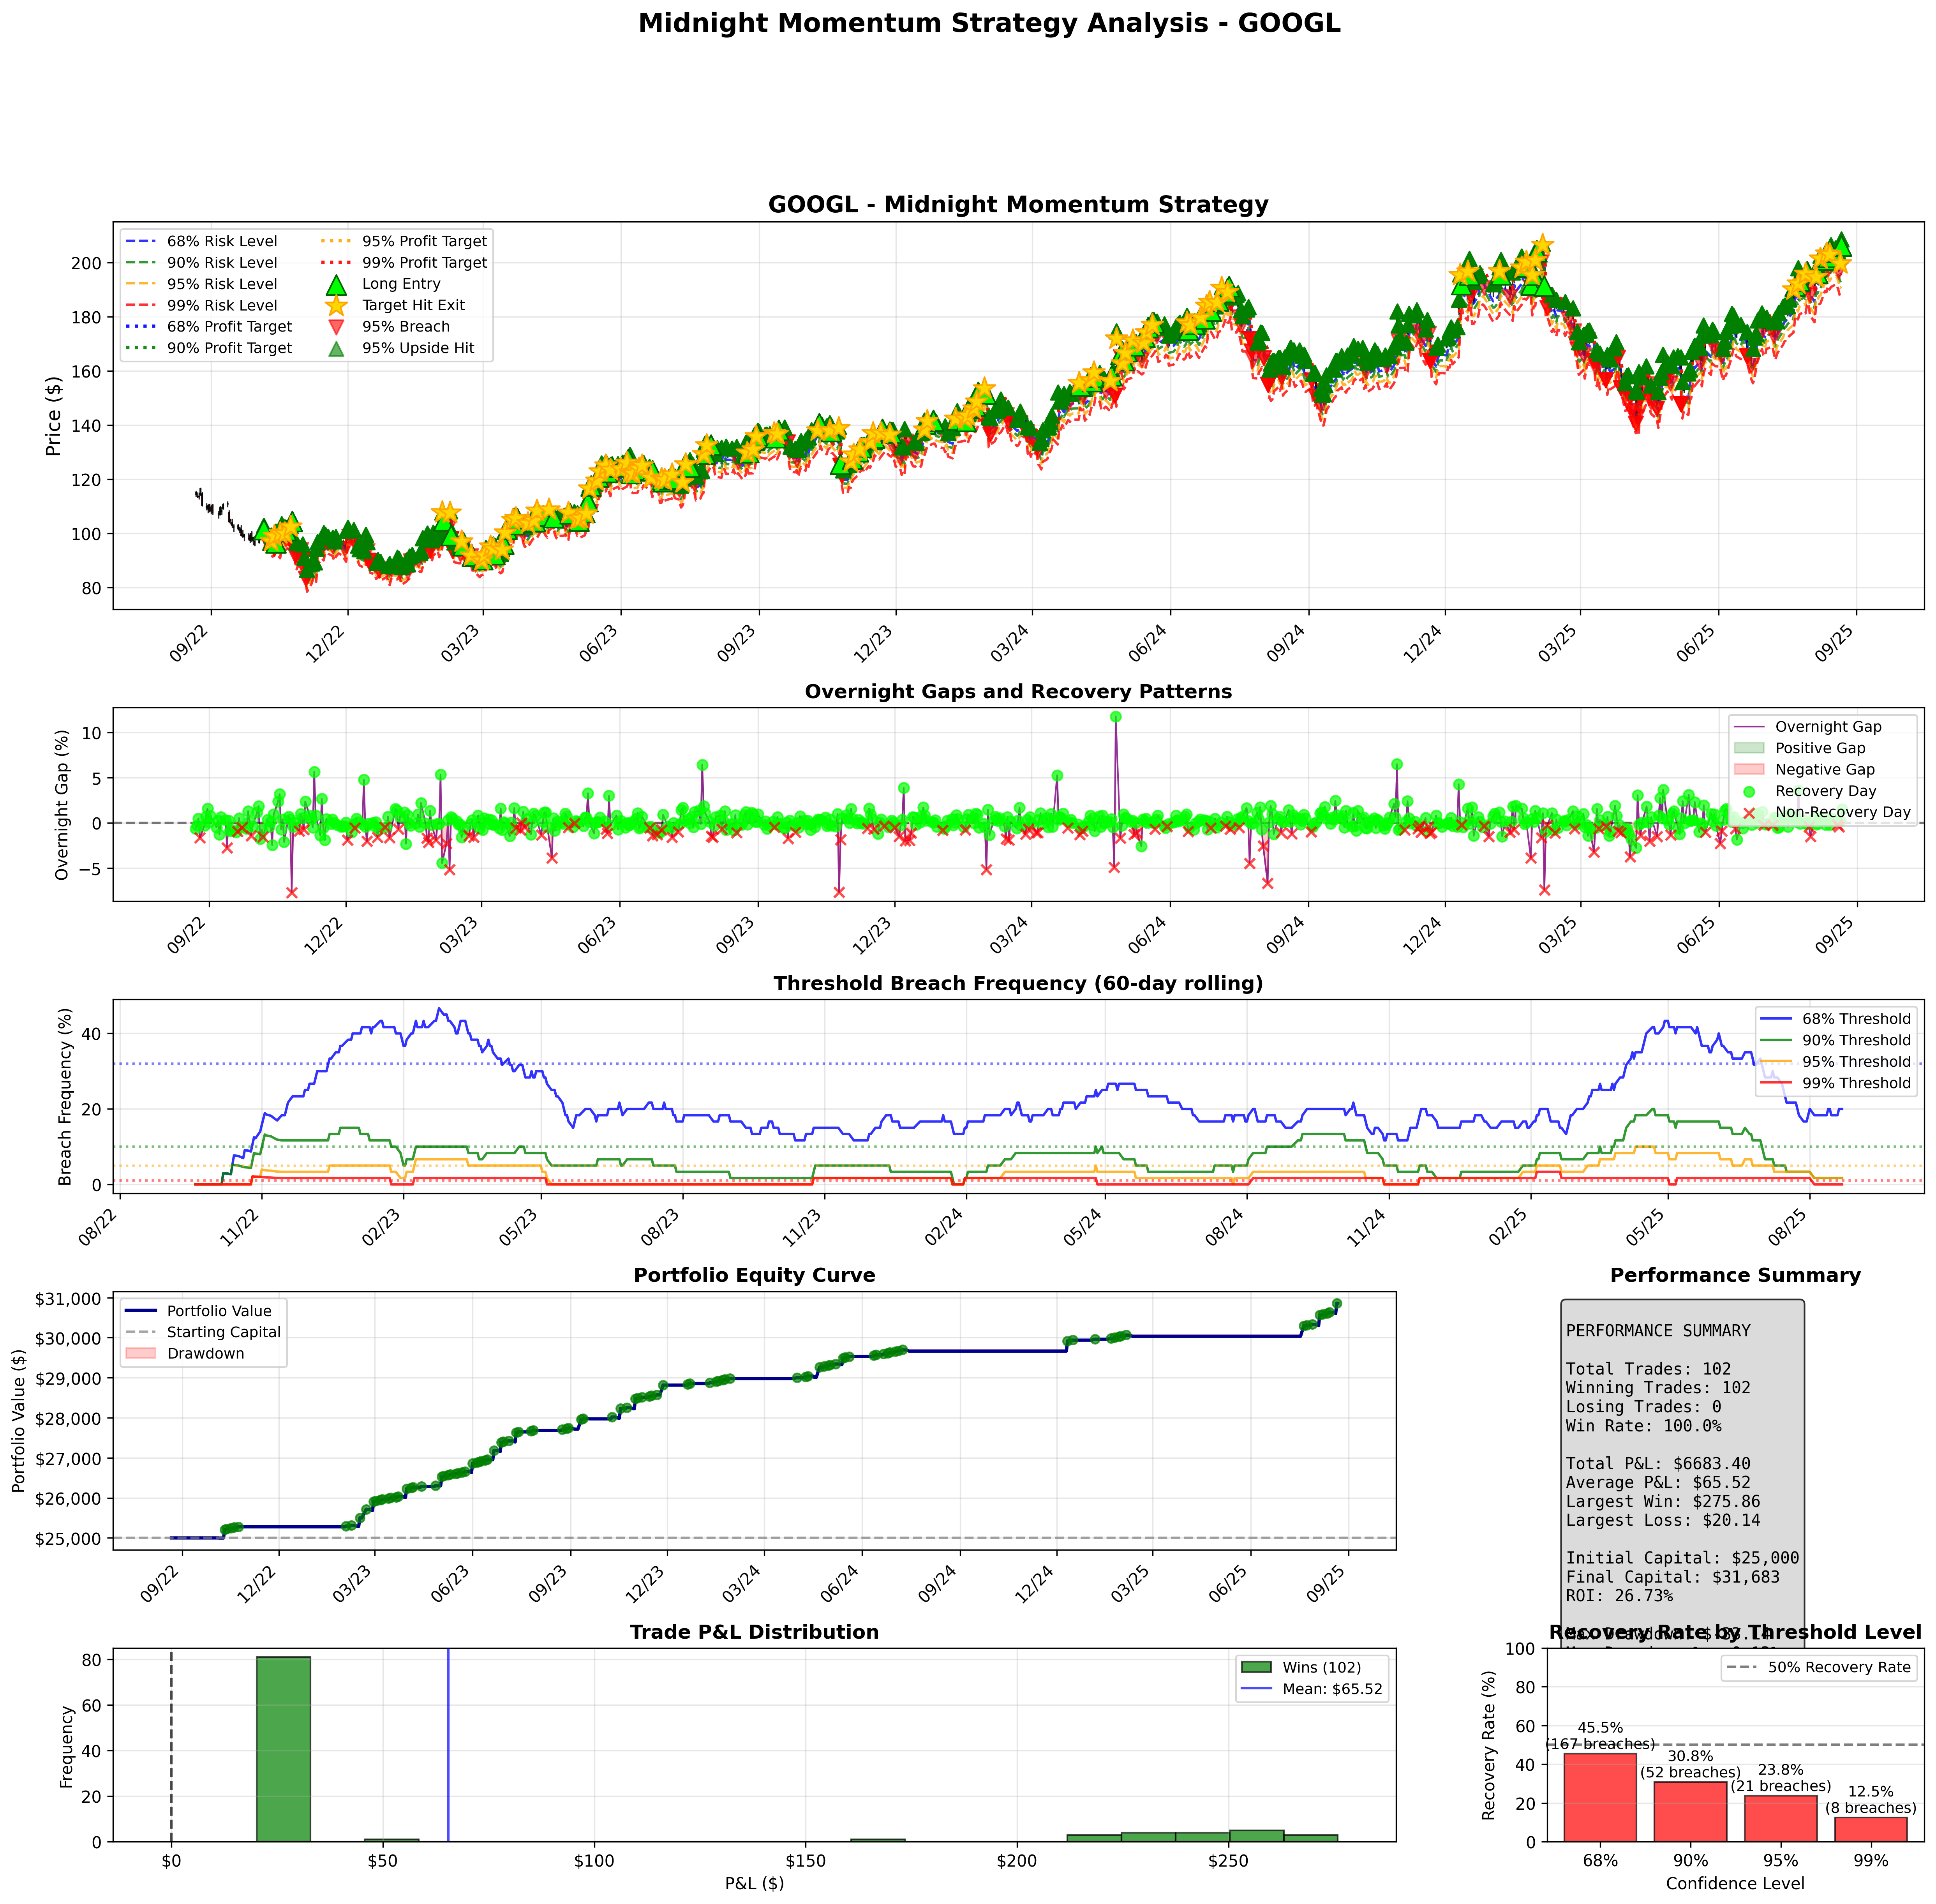 Midnight Momentum Strategy Analysis - GOOGL
GOOGL - Midnight Momentum Strategy
68% Risk Level
90% Risk Level
95% Risk Level
99% Risk Level
68% Profit Target
90% Profit Target
95% Profit Target
99% Profit Target
Long Entry
Target Hit Exit
95% Breach
95% Upside Hit
Price ($)
200
180
160
140
120
100
80
09/22
12/22
03/23
06/23
09/23
12/23
03/24
06/24
09/24
12/24
03/25
06/25
09/25
Overnight Gaps and Recovery Patterns
Overnight Gap (%)
10
5
0
−5
Overnight Gap
Positive Gap
Negative Gap
Recovery Day
Non-Recovery Day
09/22
12/22
03/23
06/23
09/23
12/23
03/24
06/24
09/24
12/24
03/25
06/25
09/25
Threshold Breach Frequency (60-day rolling)
Breach Frequency (%)
40
20
0
68% Threshold
90% Threshold
95% Threshold
99% Threshold
08/22
11/22
02/23
05/23
08/23
11/23
02/24
05/24
08/24
11/24
02/25
05/25
08/25
Portfolio Equity Curve
Portfolio Value ($)
$31,000
$30,000
$29,000
$28,000
$27,000
$26,000
$25,000
Portfolio Value
Starting Capital
Drawdown
09/22
12/22
03/23
06/23
09/23
12/23
03/24
06/24
09/24
12/24
03/25
06/25
09/25
Performance Summary
PERFORMANCE SUMMARY
Total Trades: 102
Winning Trades: 102
Losing Trades: 0
Win Rate: 100.0%
Total P&L: $6683.40
Average P&L: $65.52
Largest Win: $275.86
Largest Loss: $20.14
Initial Capital: $25,000
Final Capital: $31,683
ROI: 26.73%
Trade P&L Distribution
Frequency
80
60
40
20
0
Wins (102)
Mean: $65.52
$0
$50
$100
$150
$200
$250
P&L ($)
Recovery Rate by Threshold Level
Recovery Rate (%)
100
80
60
40
20
0
50% Recovery Rate
45.5%
(167 breaches)
30.8%
(52 breaches)
23.8%
(21 breaches)
12.5%
(8 breaches)
68%
90%
95%
99%
Confidence Level